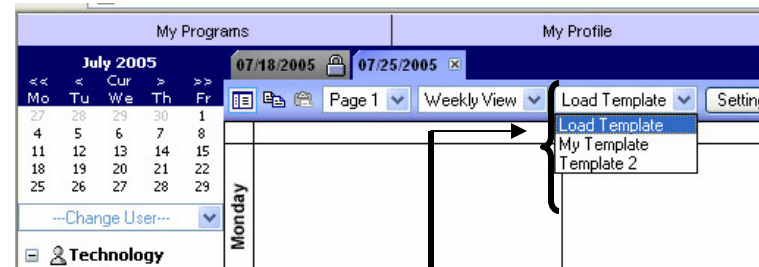 My Programs My Profile
July 2005
07/18/2005 07/25/2005
<< < Cur > >>
Mo Tu We Th Fr
Page 1 Weekly View Load Template Setting
27 28 29 30 1
4 5 6 7 8
11 12 13 14 15
18 19 20 21 22
25 26 27 28 29
Load Template
My Template
Template 2
---Change User---
Monday
Technology